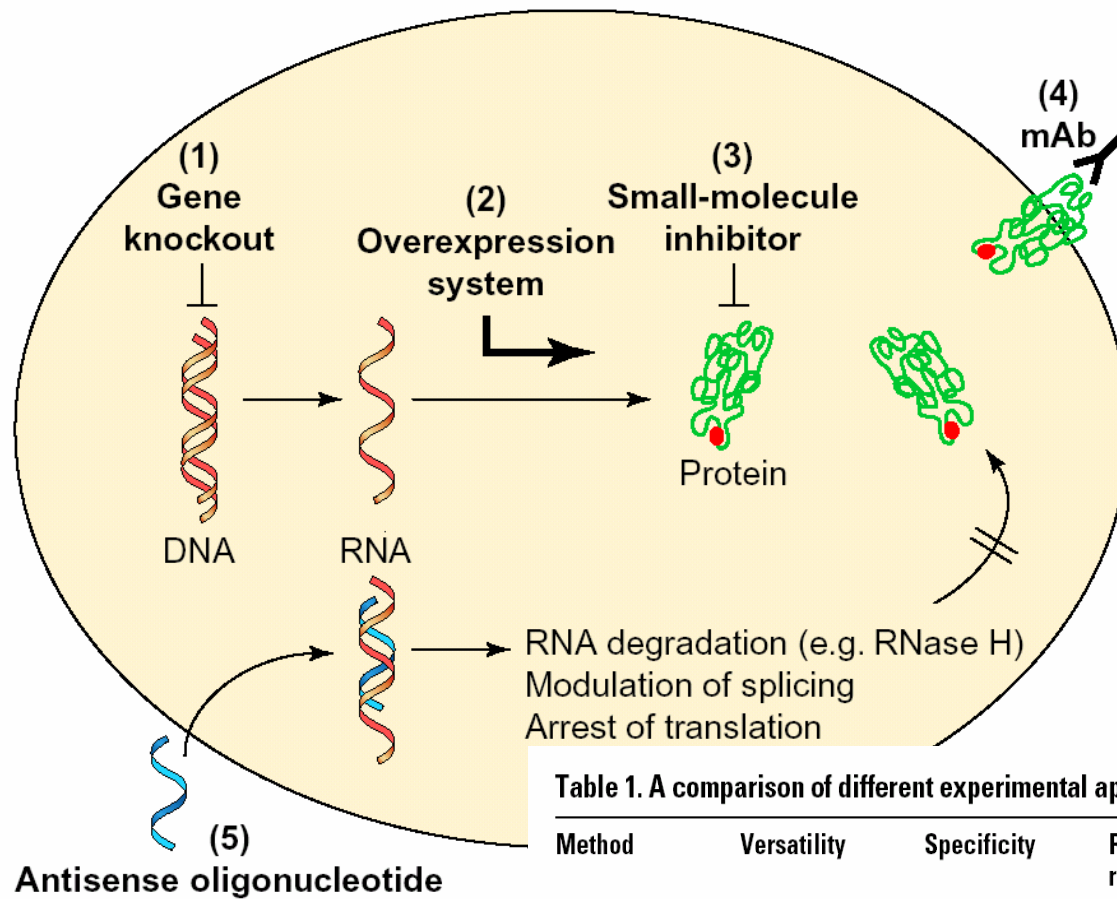 (1)
Gene
knockout
(2)
Overexpression
system
(3)
Small-molecule
inhibitor
(4)
mAb
Protein
DNA
RNA
RNA degradation (e.g. RNase H)
Modulation of splicing
Arrest of translation
(5)
Antisense oligonucleotide
Table 1. A comparison of different experimental
Method Versatility Specificity